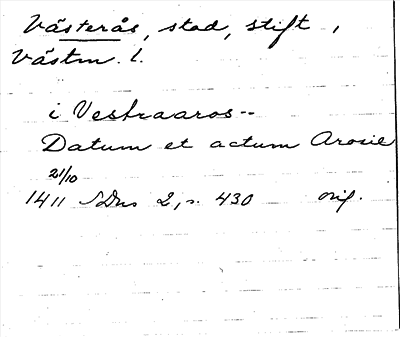 Västerås, stad, stift,
Västm. l.
i Vestraaros--
Datum et actum Arosie
21/10
1411 SDns 2, s. 430 orig.